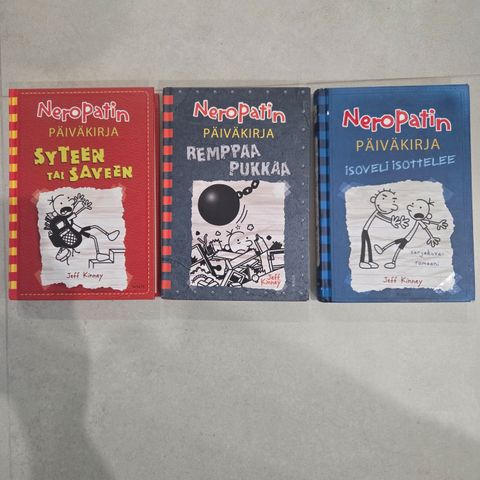 Neropatin
PÄIVÄKIRJA
SYTEEN
TAI SAVEEN
Jeff Kinney
Neropatin
PÄIVÄKIRJA
REMPPAA
PUKKAA
Jeff
Kinney
Neropatin
PÄIVÄKIRJA
ISOVELI ISOTTELEE
sarjakuva-
romaani
Jeff Kinney